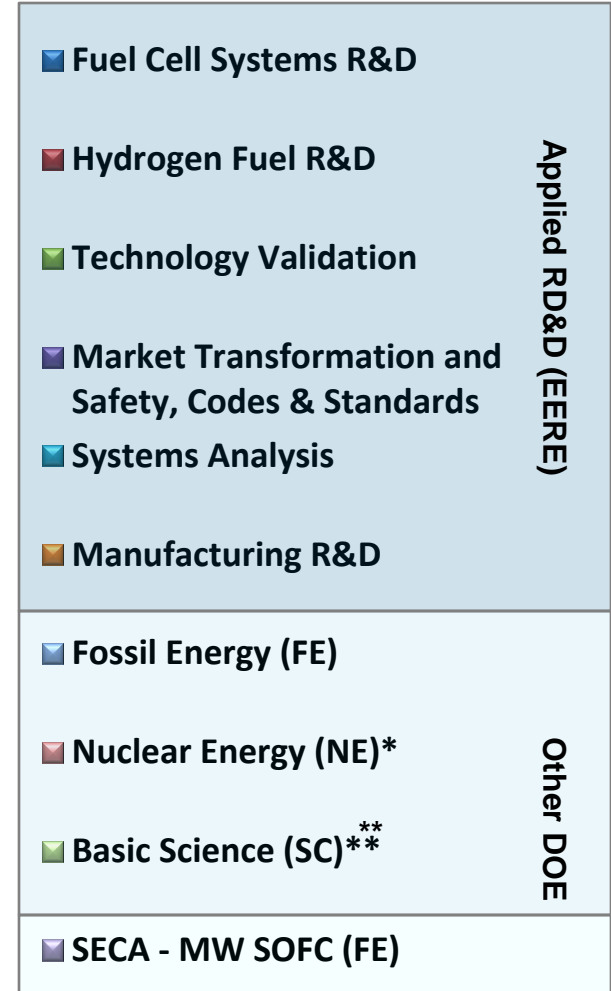 Fuel Cell Systems R&D
Hydrogen Fuel R&D
Technology Validation
Market Transformation and
Safety, Codes & Standards
Systems Analysis
Manufacturing R&D
Applied RD&D (EERE)
Fossil Energy (FE)
Nuclear Energy (NE)*
Basic Science (SC)**
**
Other DOE
SECA - MW SOFC (FE)